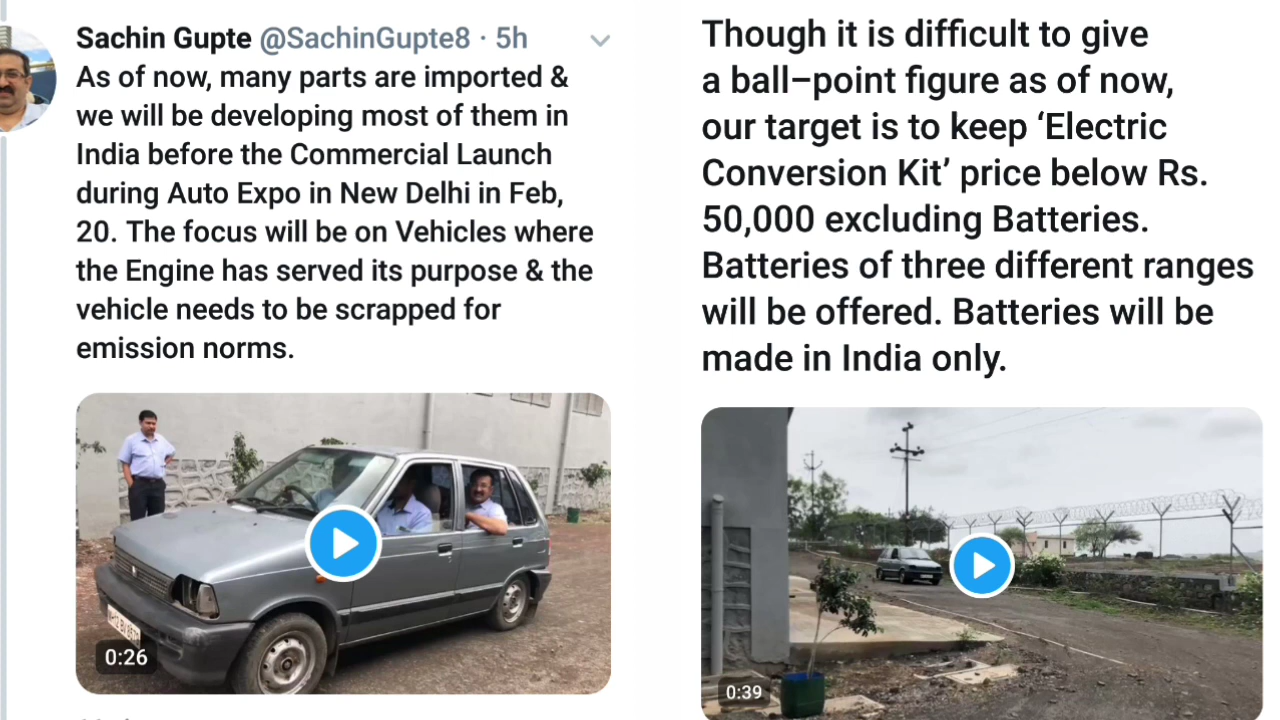 Sachin Gupte @SachinGupte8 · 5h
As of now, many parts are imported &
we will be developing most of them in
India before the Commercial Launch
during Auto Expo in New Delhi in Feb,
20. The focus will be on Vehicles where
the Engine has served its purpose & the
vehicle needs to be scrapped for
emission norms.
0:26
Though it is difficult to give
a ball–point figure as of now,
our target is to keep ‘Electric
Conversion Kit’ price below Rs.
50,000 excluding Batteries.
Batteries of three different ranges
will be offered. Batteries will be
made in India only.
0:39